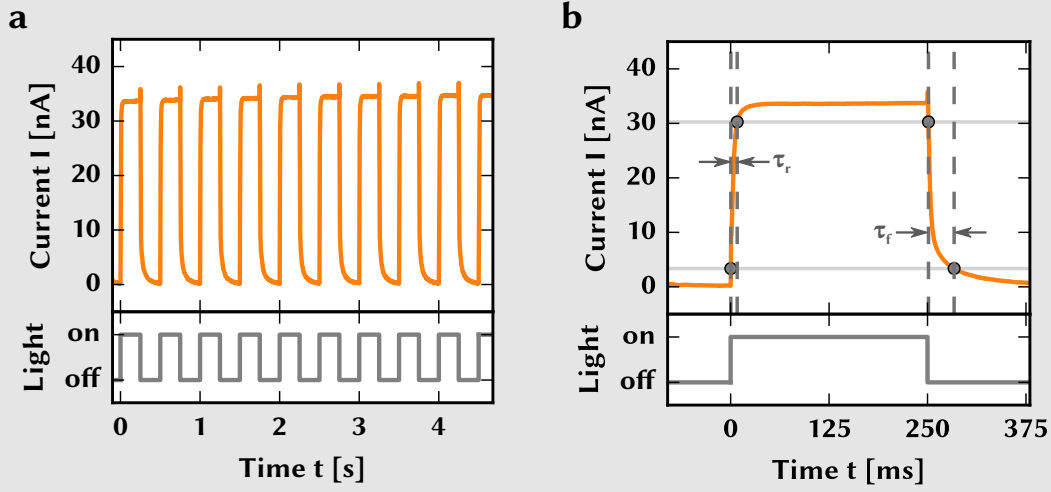 a
Current I [nA]
40
30
20
10
0
Light
on
off
0 1 2 3 4
Time t [s]
b
Current I [nA]
40
30
20
10
0
τr
τf
Light
on
off
0 125 250 375
Time t [ms]